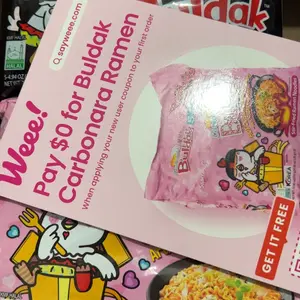 sayweee.com
Weee!
Pay $0 for Buldak
Carbonara Ramen
When applying your new user coupon to your first order
GET IT FREE
Buldak